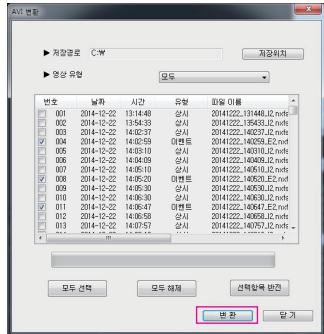 AVI 변환
▶ 저장경로 C:₩ 저장위치
▶ 영상 유형 모두
번호 날짜 시간 유형 파일 이름
001 2014-12-22 13:14:48 상시 20141222_131448_I2,nxfs
002 2014-12-22 13:54:33 상시 20141222_135433_I2,nxfs
003 2014-12-22 14:02:37 상시 20141222_140237_I2,nxfs
004 2014-12-22 14:02:59 이벤트 20141222_140259_E2,nxfs
005 2014-12-22 14:03:10 상시 20141222_140310_I2,nxfs
006 2014-12-22 14:04:09 상시 20141222_140409_I2,nxfs
007 2014-12-22 14:05:10 상시 20141222_140510_I2,nxfs
008 2014-12-22 14:05:20 이벤트 20141222_140520_E2,nxfs
009 2014-12-22 14:05:30 상시 20141222_140530_I2,nxfs
010 2014-12-22 14:06:30 상시 20141222_140630_I2,nxfs
011 2014-12-22 14:06:47 이벤트 20141222_140647_E2,nxfs
012 2014-12-22 14:06:58 상시 20141222_140658_I2,nxfs
013 2014-12-22 14:07:57 상시 20141222_140757_I2,nxfs
모두 선택 모두 해제 선택항목 반전
변 환 닫 기